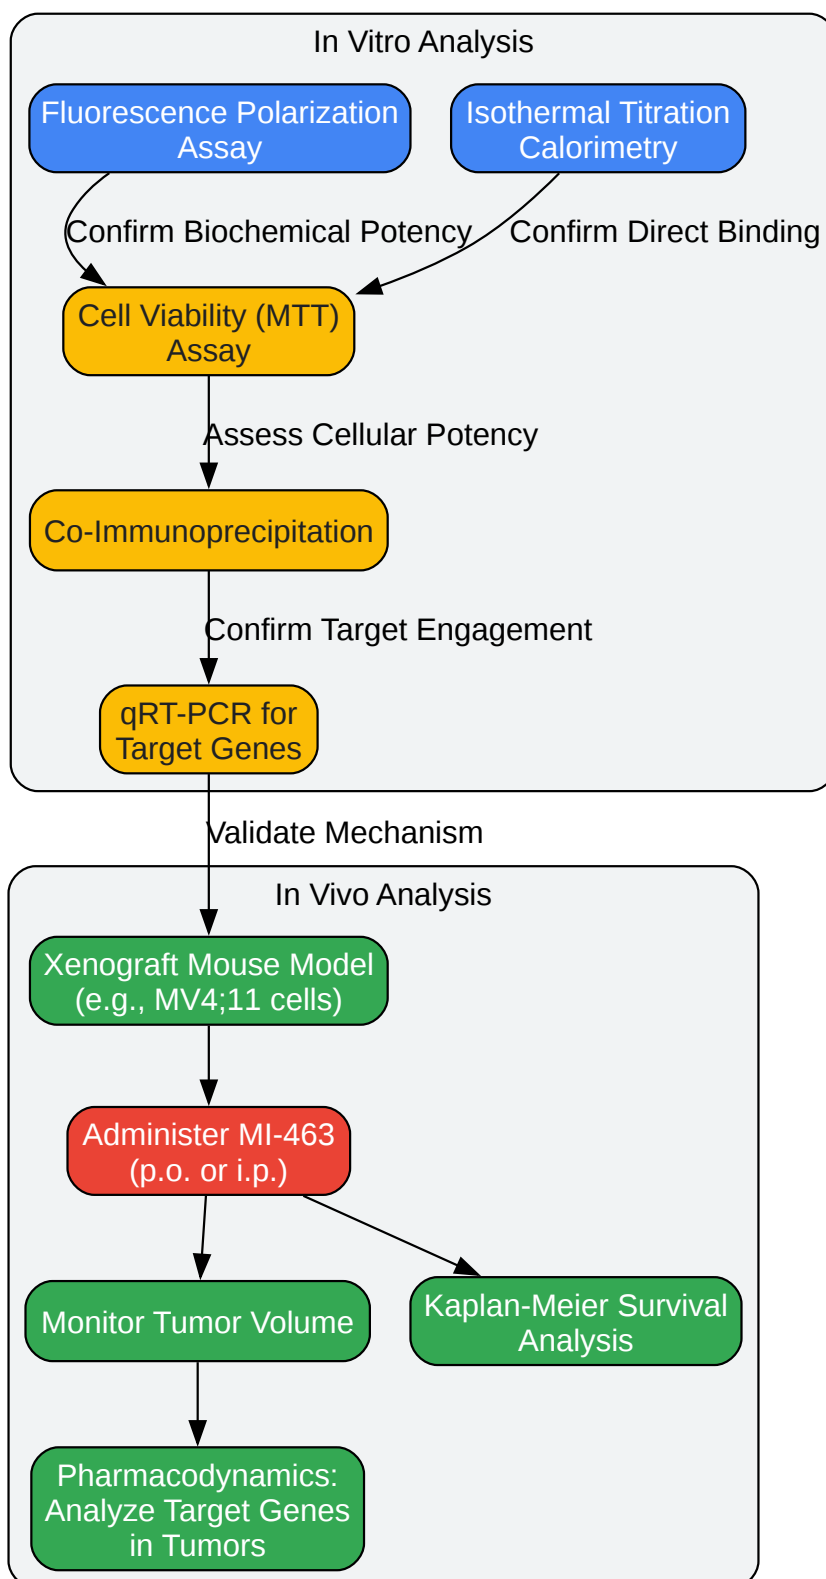 In Vitro Analysis
Fluorescence Polarization
Assay
Isothermal Titration
Calorimetry
Confirm Biochemical Potency
Confirm Direct Binding
Cell Viability (MTT)
Assay
Assess Cellular Potency
Co-Immunoprecipitation
Confirm Target Engagement
qRT-PCR for
Target Genes
Validate Mechanism
In Vivo Analysis
Xenograft Mouse Model
(e.g., MV4;11 cells)
Administer MI-463
(p.o. or i.p.)
Monitor Tumor Volume
Kaplan-Meier Survival
Analysis
Pharmacodynamics:
Analyze Target Genes
in Tumors